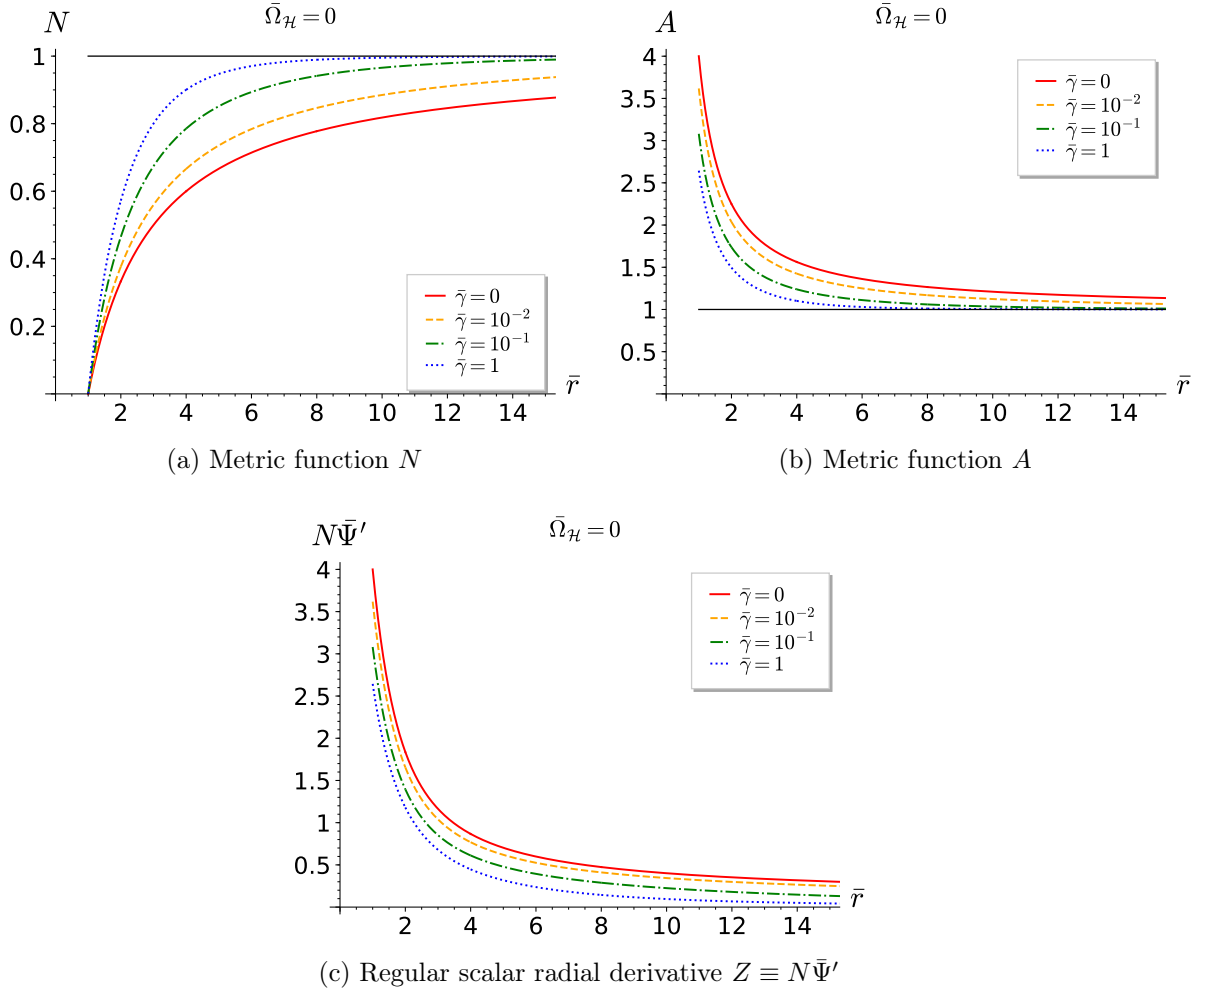 N
Ω̄_ℋ = 0
1
0.8
0.6
0.4
0.2
2 4 6 8 10 12 14
r̄
γ̄ = 0
γ̄ = 10⁻²
γ̄ = 10⁻¹
γ̄ = 1
(a) Metric function N
A
Ω̄_ℋ = 0
4
3.5
3
2.5
2
1.5
1
0.5
2 4 6 8 10 12 14
r̄
γ̄ = 0
γ̄ = 10⁻²
γ̄ = 10⁻¹
γ̄ = 1
(b) Metric function A
NΨ̄′
Ω̄_ℋ = 0
4
3.5
3
2.5
2
1.5
1
0.5
2 4 6 8 10 12 14
r̄
γ̄ = 0
γ̄ = 10⁻²
γ̄ = 10⁻¹
γ̄ = 1
(c) Regular scalar radial derivative Z ≡ NΨ̄′